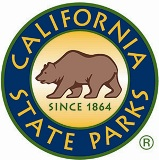 CALIFORNIA
SINCE 1864
STATE PARKS
®